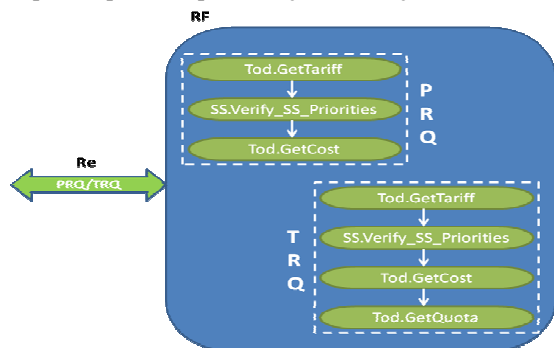 RF
Tod.GetTariff
SS.Verify_SS_Priorities
Tod.GetCost
P
R
Q
Re
PRQ/TRQ
Tod.GetTariff
SS.Verify_SS_Priorities
Tod.GetCost
Tod.GetQuota
T
R
Q